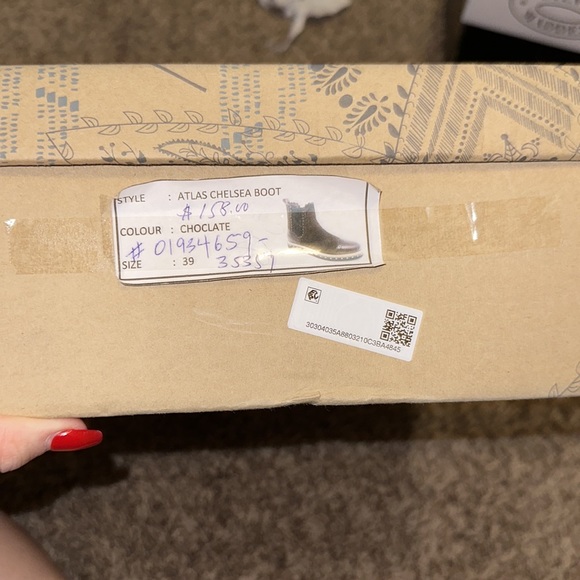 STYLE : ATLAS CHELSEA BOOT
$158.00
COLOUR : CHOCLATE
# 01934659-
35357
SIZE : 39
30304035A8803210C3BA4845